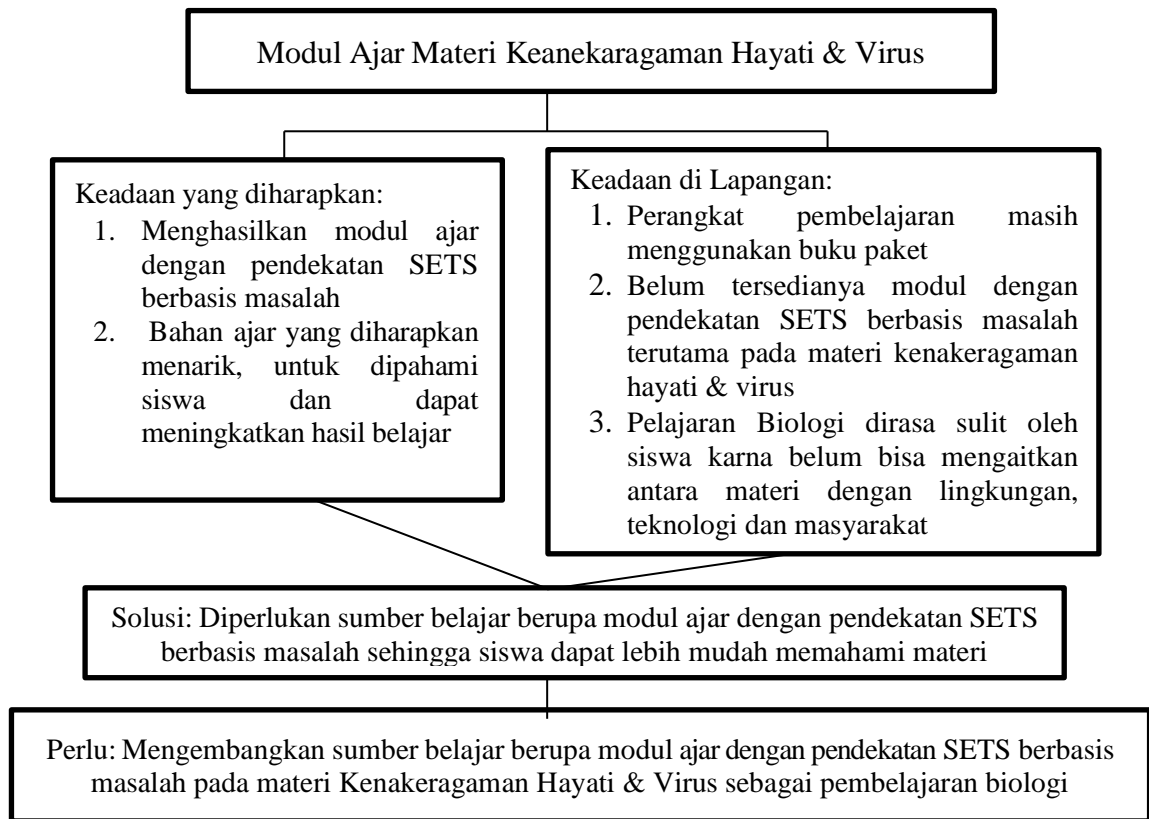 Modul Ajar Materi Keanekaragaman Hayati & Virus
Keadaan yang diharapkan:
1. Menghasilkan modul ajar
dengan pendekatan SETS
berbasis masalah
2. Bahan ajar yang diharapkan
menarik, untuk dipahami
siswa dan dapat
meningkatkan hasil belajar
Keadaan di Lapangan:
1. Perangkat pembelajaran masih
menggunakan buku paket
2. Belum tersedianya modul dengan
pendekatan SETS berbasis masalah
terutama pada materi kenakeragaman
hayati & virus
3. Pelajaran Biologi dirasa sulit oleh
siswa karna belum bisa mengaitkan
antara materi dengan lingkungan,
teknologi dan masyarakat
Solusi: Diperlukan sumber belajar berupa modul ajar dengan pendekatan SETS
berbasis masalah sehingga siswa dapat lebih mudah memahami materi
Perlu: Mengembangkan sumber belajar berupa modul ajar dengan pendekatan SETS berbasis
masalah pada materi Kenakeragaman Hayati & Virus sebagai pembelajaran biologi